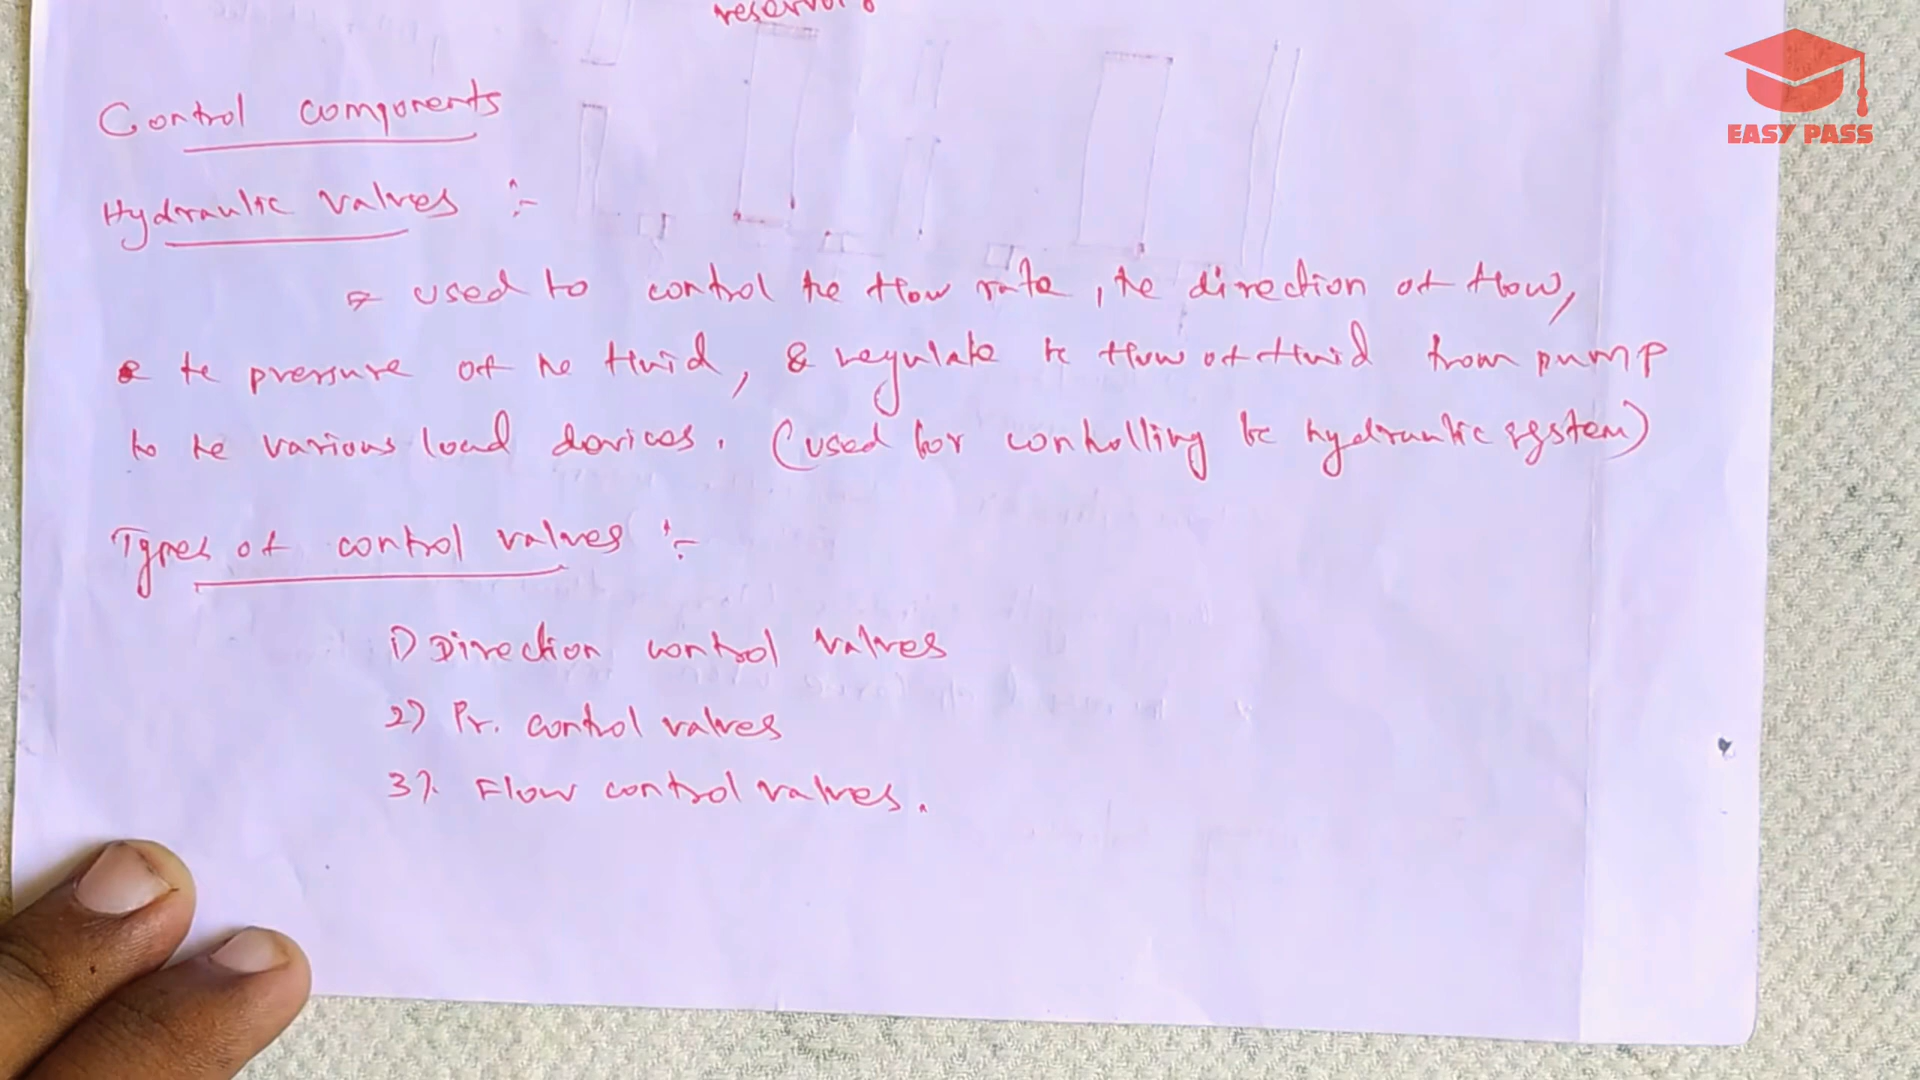 reservoir.
EASY PASS
Control components
Hydraulic valves :-
used to control the flow rate, the direction of flow,
& the pressure of the fluid, & regulate the flow of fluid from pump
to the various load devices. (used for controlling the hydraulic system)
Types of control valves :-
1) Direction control valves
2) Pr. control valves
3). Flow control valves.